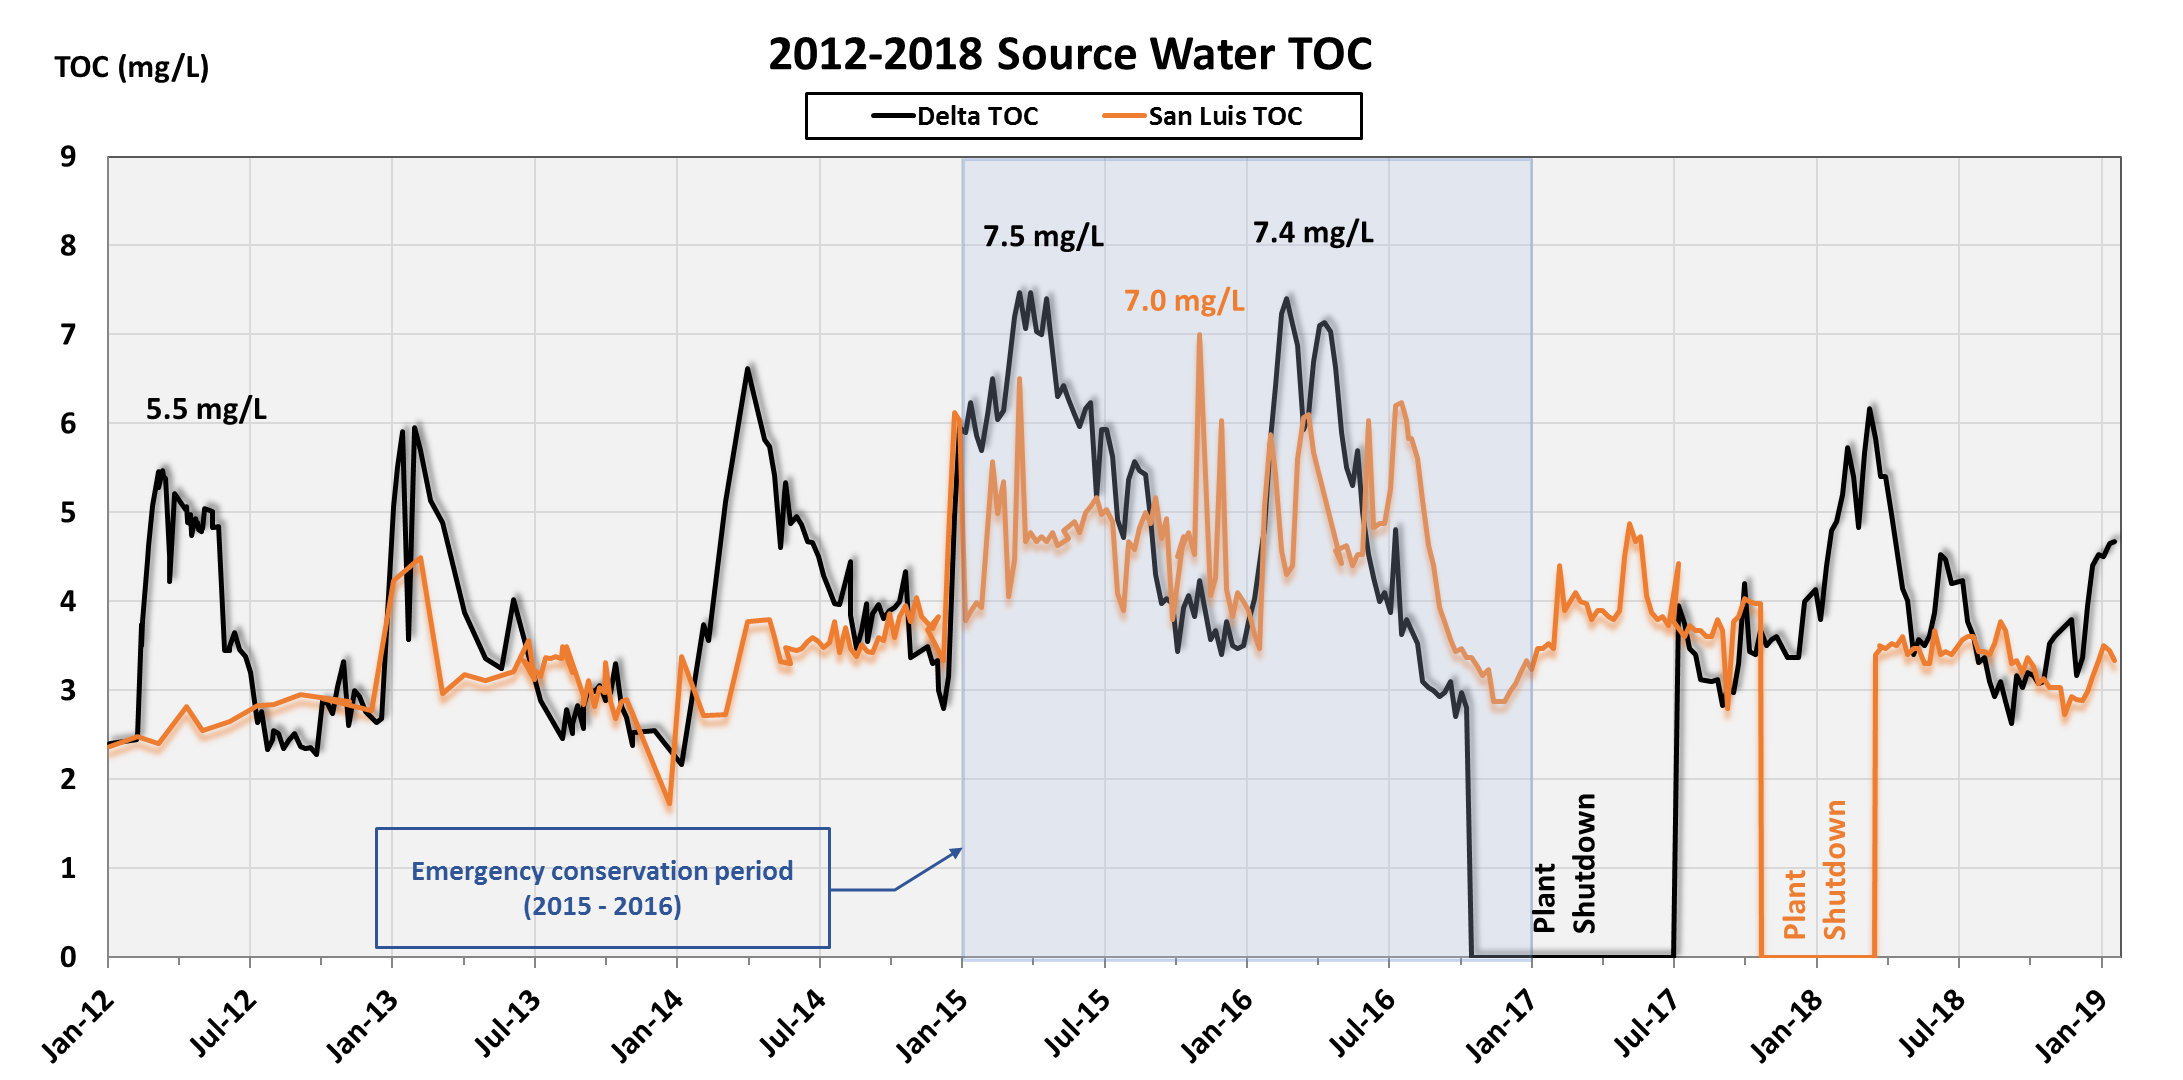 2012-2018 Source Water TOC
TOC (mg/L)
Delta TOC
San Luis TOC
9
8
7
6
5
4
3
2
1
0
5.5 mg/L
7.5 mg/L
7.0 mg/L
7.4 mg/L
Emergency conservation period
(2015 - 2016)
Plant
Shutdown
Plant
Shutdown
Jan-12
Jul-12
Jan-13
Jul-13
Jan-14
Jul-14
Jan-15
Jul-15
Jan-16
Jul-16
Jan-17
Jul-17
Jan-18
Jul-18
Jan-19